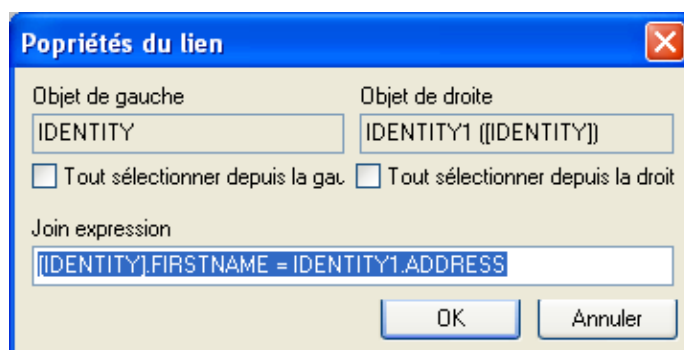 Popriétés du lien
Objet de gauche Objet de droite
IDENTITY IDENTITY1 ([IDENTITY])
Tout sélectionner depuis la gau Tout sélectionner depuis la droit
Join expression
[IDENTITY].FIRSTNAME = IDENTITY1.ADDRESS
OK Annuler